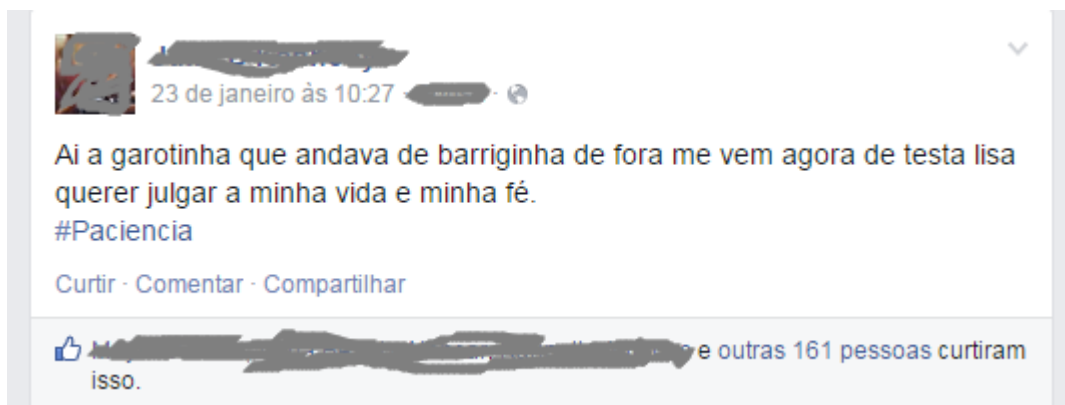 23 de janeiro às 10:27
Ai a garotinha que andava de barriginha de fora me vem agora de testa lisa
querer julgar a minha vida e minha fé.
#Paciencia
Curtir · Comentar · Compartilhar
e outras 161 pessoas curtiram
isso.